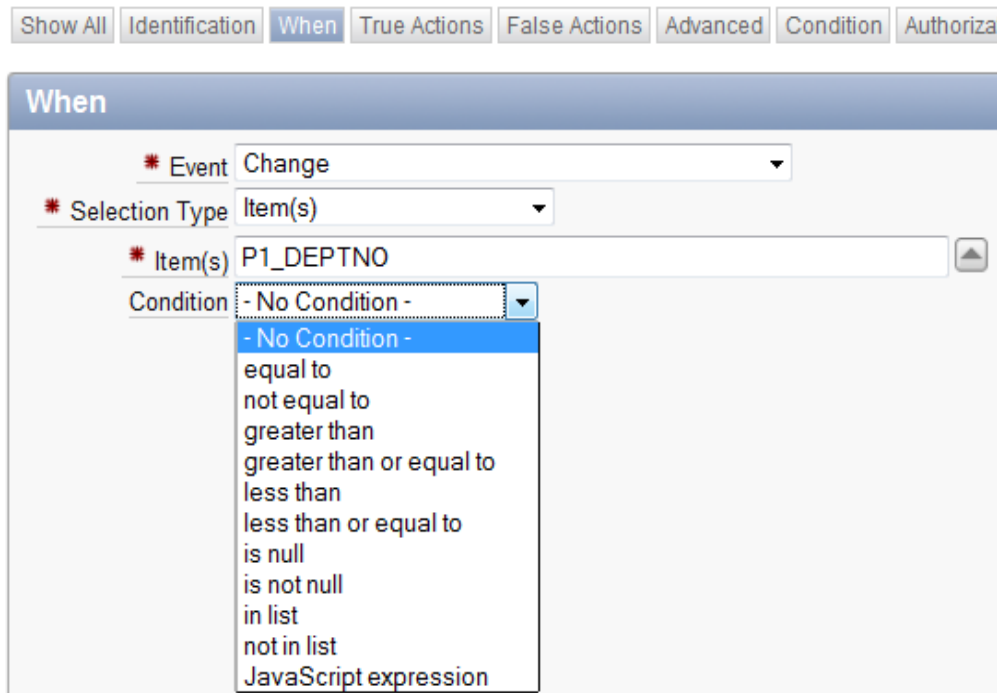 Show All Identification When True Actions False Actions Advanced Condition Authoriza
When
* Event Change
* Selection Type Item(s)
* Item(s) P1_DEPTNO
Condition - No Condition -
- No Condition -
equal to
not equal to
greater than
greater than or equal to
less than
less than or equal to
is null
is not null
in list
not in list
JavaScript expression